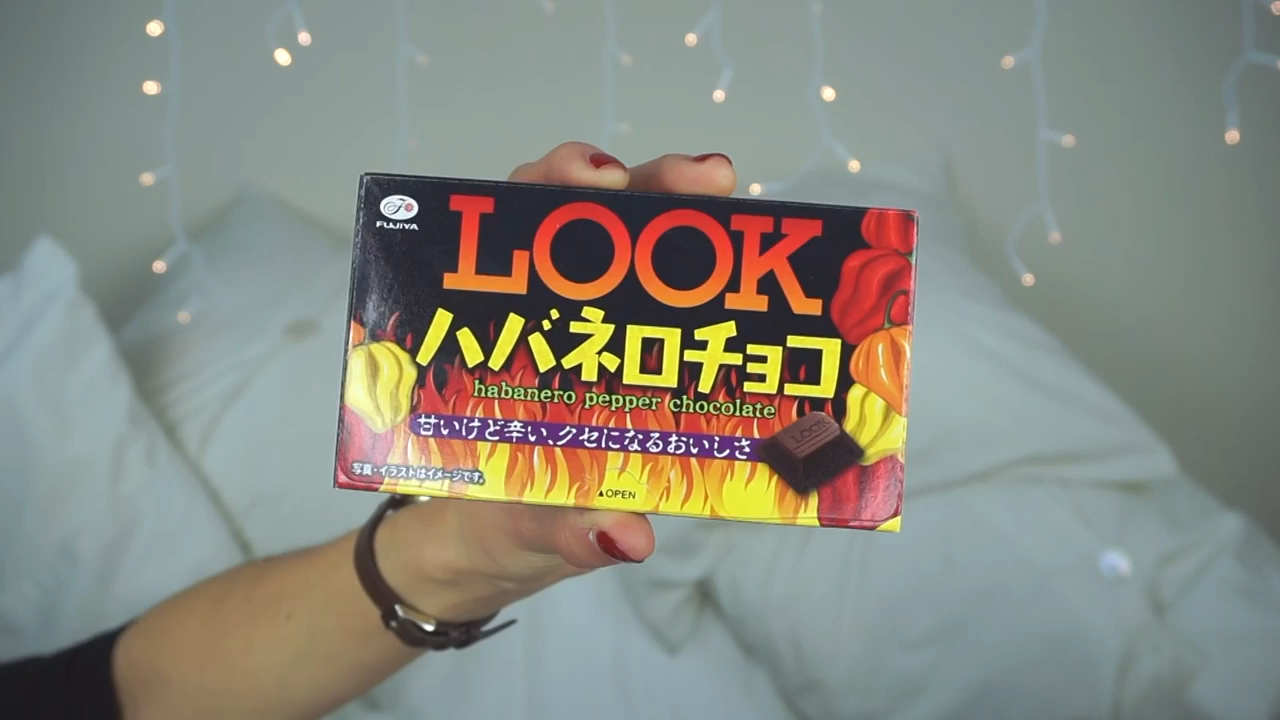 FUJIYA
LOOK
ハバネロチョコ
habanero pepper chocolate
甘いけど辛い、クセになるおいしさ
LOOK
写真・イラストはイメージです。
▲OPEN